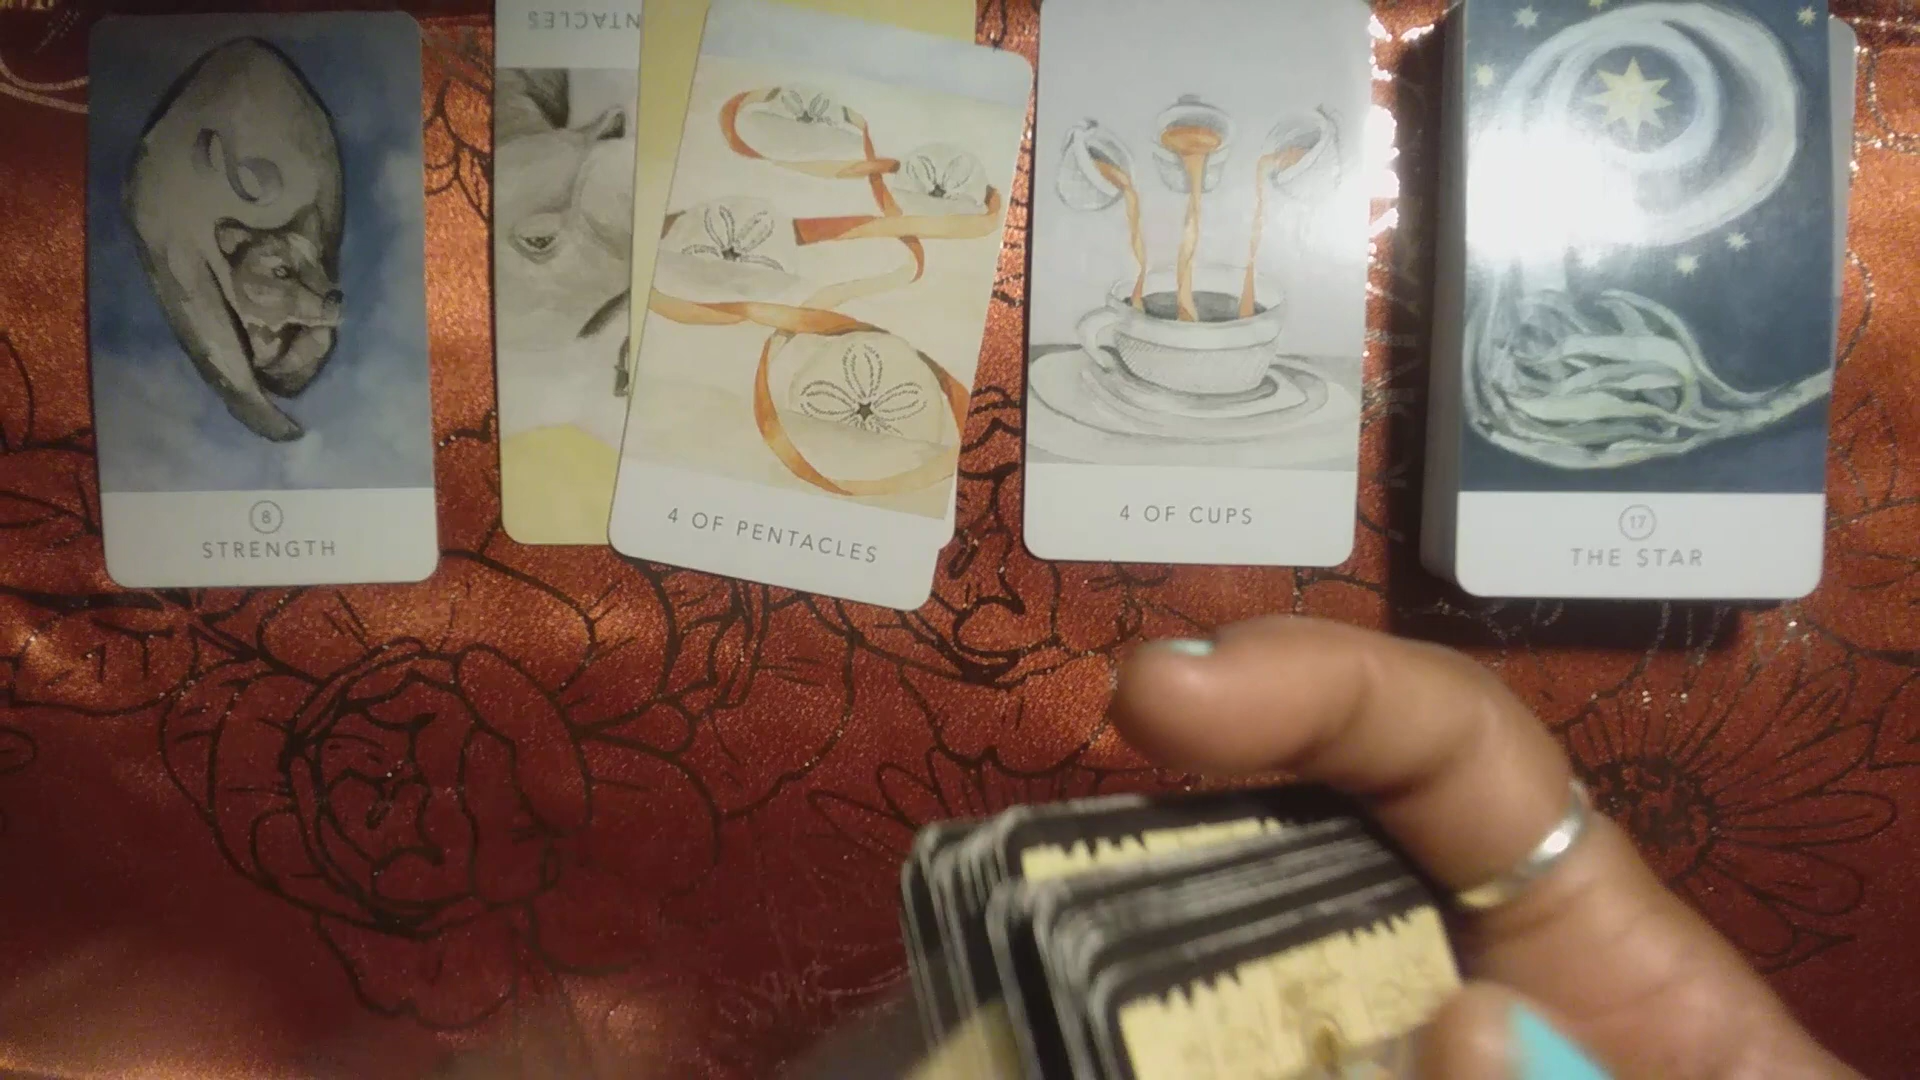 8
STRENGTH
NTACLES
4 OF PENTACLES
4 OF CUPS
17
THE STAR